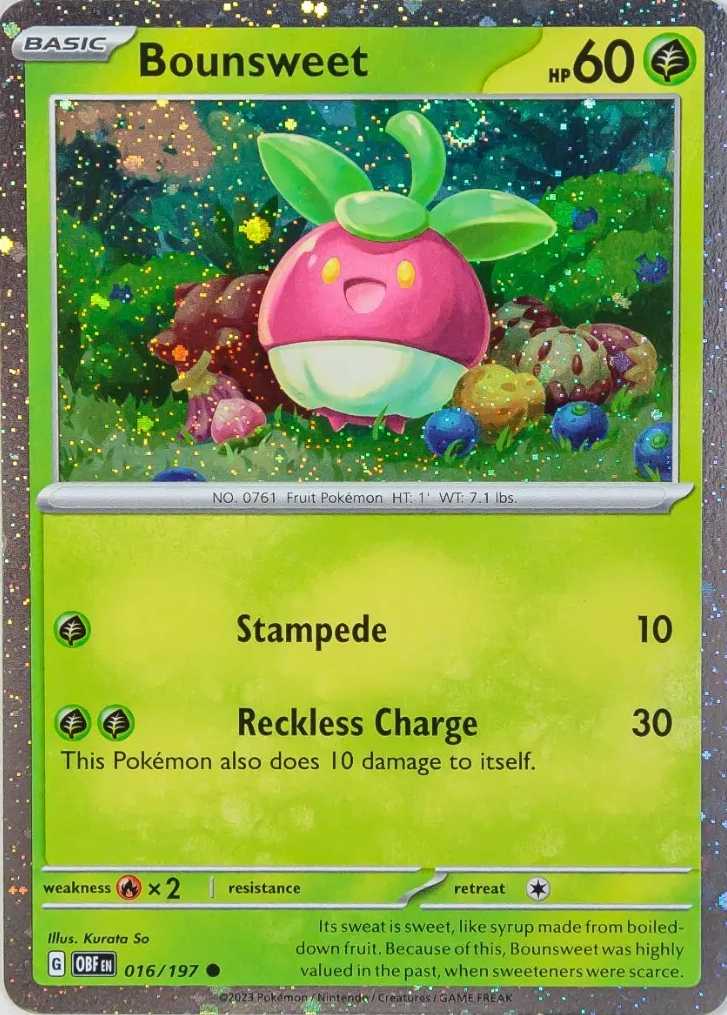 BASIC
Bounsweet
HP60
NO. 0761 Fruit Pokémon HT: 1' WT: 7.1 lbs.
Stampede 10
Reckless Charge 30
This Pokémon also does 10 damage to itself.
weakness ×2 resistance retreat
Illus. Kurata So
Its sweat is sweet, like syrup made from boiled-
down fruit. Because of this, Bounsweet was highly
valued in the past, when sweeteners were scarce.
G OBF EN 016/197
©2023 Pokémon / Nintendo / Creatures / GAME FREAK